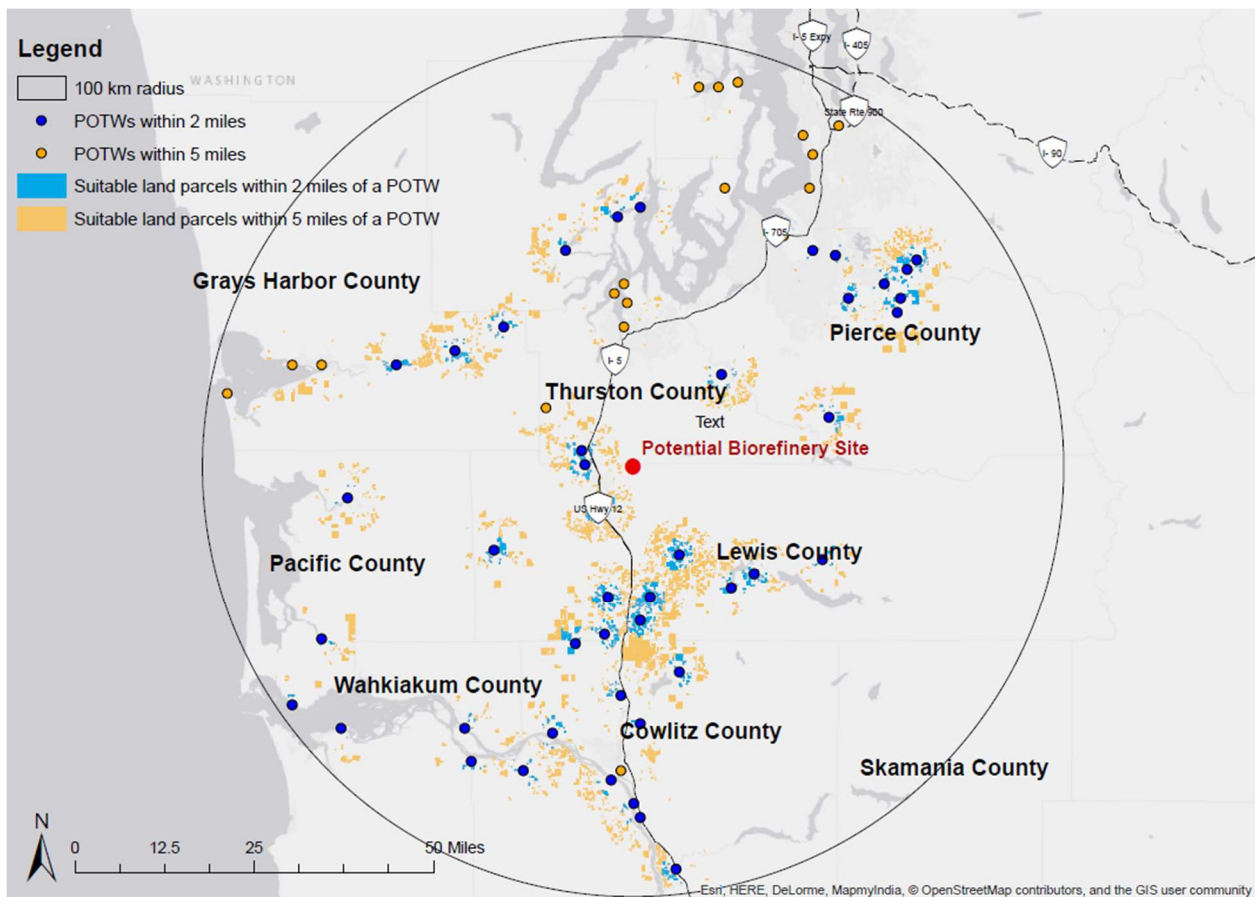 Legend
100 km radius
POTWs within 2 miles
POTWs within 5 miles
Suitable land parcels within 2 miles of a POTW
Suitable land parcels within 5 miles of a POTW
WASHINGTON
I- 5 Expy
I- 405
State Rte 900
I- 90
I- 705
Grays Harbor County
Pierce County
I- 5
Thurston County
Text
Potential Biorefinery Site
US Hwy 12
Lewis County
Pacific County
Wahkiakum County
Cowlitz County
Skamania County
N
0 12.5 25 50 Miles
Esri, HERE, DeLorme, MapmyIndia, © OpenStreetMap contributors, and the GIS user community